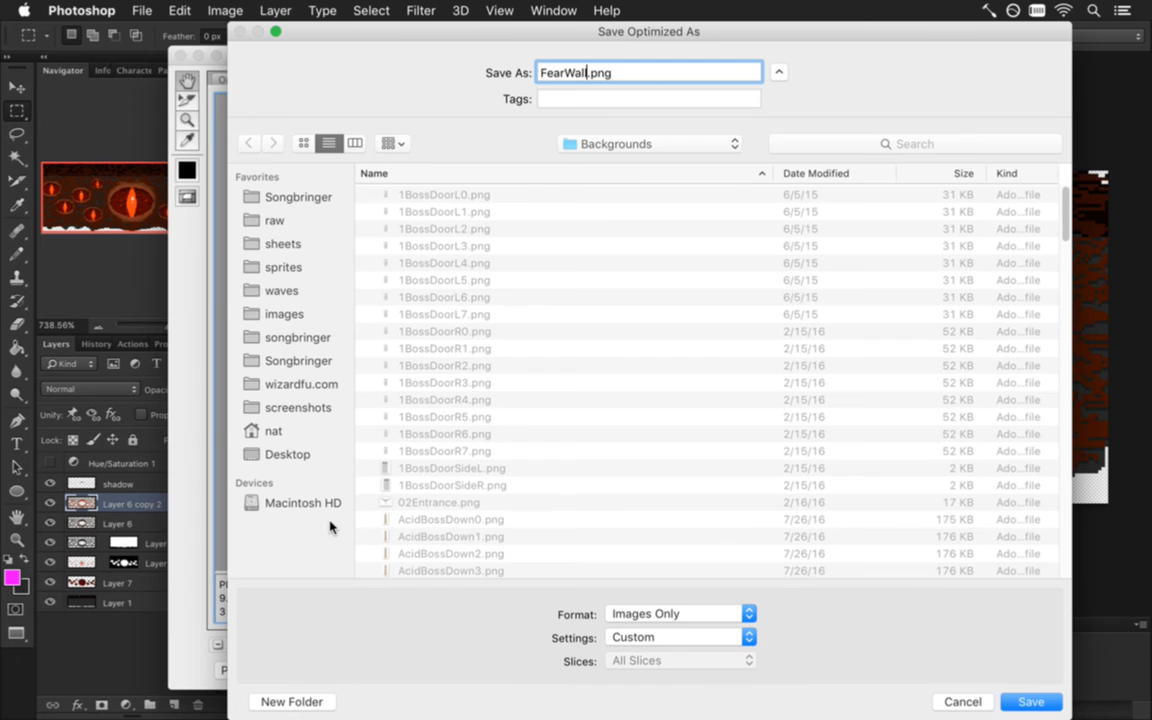 Photoshop File Edit Image Layer Type Select Filter 3D View Window Help
Save Optimized As
Feather: 0 px
Save As: FearWall.png
Tags:
Navigator Info Characte Pa
Backgrounds
Search
Name Date Modified Size Kind
Favorites
Songbringer
raw
sheets
sprites
waves
images
songbringer
Songbringer
wizardfu.com
screenshots
nat
Desktop
Devices
Macintosh HD
1BossDoorL0.png 6/5/15 31 KB Ado...file
1BossDoorL1.png 6/5/15 31 KB Ado...file
1BossDoorL2.png 6/5/15 31 KB Ado...file
1BossDoorL3.png 6/5/15 31 KB Ado...file
1BossDoorL4.png 6/5/15 31 KB Ado...file
1BossDoorL5.png 6/5/15 31 KB Ado...file
1BossDoorL6.png 6/5/15 31 KB Ado...file
1BossDoorL7.png 6/5/15 31 KB Ado...file
1BossDoorR0.png 2/15/16 52 KB Ado...file
1BossDoorR1.png 2/15/16 52 KB Ado...file
1BossDoorR2.png 2/15/16 52 KB Ado...file
1BossDoorR3.png 2/15/16 52 KB Ado...file
1BossDoorR4.png 2/15/16 52 KB Ado...file
1BossDoorR5.png 2/15/16 52 KB Ado...file
1BossDoorR6.png 2/15/16 52 KB Ado...file
1BossDoorR7.png 2/15/16 52 KB Ado...file
1BossDoorSideL.png 2/15/16 2 KB Ado...file
1BossDoorSideR.png 2/15/16 2 KB Ado...file
02Entrance.png 2/16/16 17 KB Ado...file
AcidBossDown0.png 7/26/16 175 KB Ado...file
AcidBossDown1.png 7/26/16 176 KB Ado...file
AcidBossDown2.png 7/26/16 176 KB Ado...file
AcidBossDown3.png 7/26/16 176 KB Ado...file
738.56%
Layers History Actions Pro
Kind
Normal Opac
Unify: Prop
Lock:
Hue/Saturation 1
shadow
Layer 6 copy 2
Layer 6
Layer
Layer
Layer 7
Layer 1
Format: Images Only
Settings: Custom
Slices: All Slices
New Folder Cancel Save